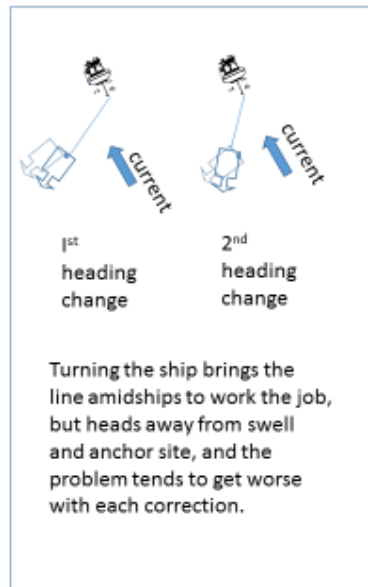 current
current
1st
heading
change
2nd
heading
change
Turning the ship brings the
line amidships to work the job,
but heads away from swell
and anchor site, and the
problem tends to get worse
with each correction.